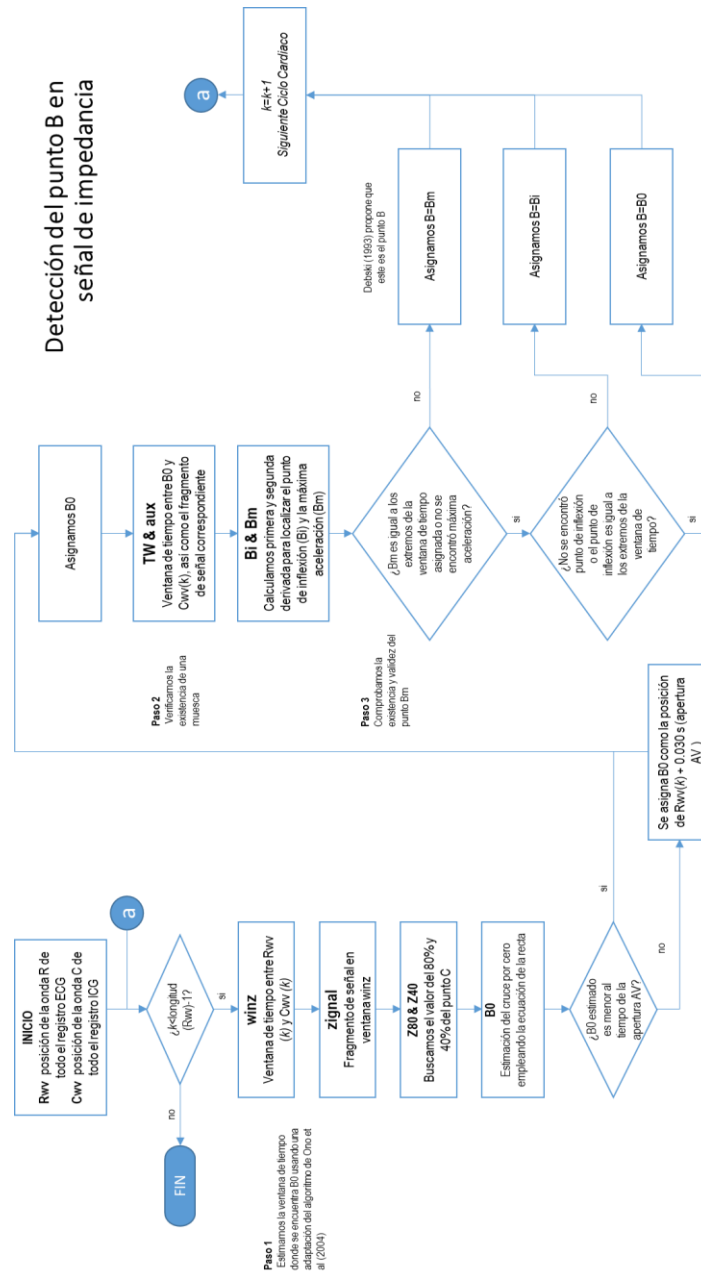 Detección del punto B en
señal de impedancia
INICIO
Rwv posición de la onda R de
todo el registro ECG
Cwv posición de la onda C de
todo el registro ICG
a
¿k<longitud
(Rwv)-1?
no
si
FIN
Paso 1
Estimamos la ventana de tiempo
donde se encuentra B0 usando una
adaptación del algoritmo de Ono et
al (2004)
winz
Ventana de tiempo entre Rwv
(k) y Cwv (k)
zignal
Fragmento de señal en
ventana winz
Z80 & Z40
Buscamos el valor del 80% y
40% del punto C
B0
Estimación del cruce por cero
empleando la ecuación de la recta
¿B0 estimado
es menor al
tiempo de la
apertura AV?
si
no
Se asigna B0 como la posición
de Rwv(k) + 0.030 s (apertura
AV )
Asignamos B0
Paso 2
Verificamos la
existencia de una
muesca
TW & aux
Ventana de tiempo entre B0 y
Cwv(k), así como el fragmento
de señal correspondiente
Bi & Bm
Calculamos primera y segunda
derivada para localizar el punto
de inflexión (Bi) y la máxima
aceleración (Bm)
Paso 3
Comprobamos la
existencia y validez del
punto Bm
¿Bm es igual a los
extremos de la
ventana de tiempo
asignada o no se
encontró máxima
aceleración?
no
si
¿No se encontró
punto de inflexión
o el punto de
inflexión es igual a
los extremos de la
ventana de
tiempo?
no
si
Debski (1993) propone que
este es el punto B
Asignamos B=Bm
Asignamos B=Bi
Asignamos B=B0
k=k+1
Siguiente Ciclo Cardiaco
a